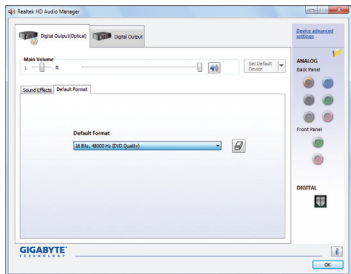 Realtek HD Audio Manager
Digital Output(Optical)
Digital Output
Device advanced settings
Main Volume
L
R
Set Default Device
ANALOG
Back Panel
Sound Effects
Default Format
Default Format
16 Bits, 48000 Hz (DVD Quality)
Front Panel
DIGITAL
GIGABYTE
TECHNOLOGY
OK